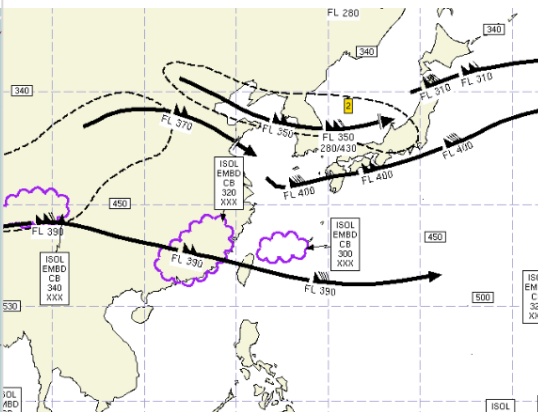 FL 280
340
340
340
FL 310
FL 310
2
FL 370
FL 350
FL 350
280/430
FL 400
FL 400
FL 400
ISOL
EMBD
CB
320
XXX
450
FL 390
ISOL
EMBD
CB
300
XXX
450
FL 390
ISOL
EMBD
CB
340
XXX
FL 350
500
530
ISOL